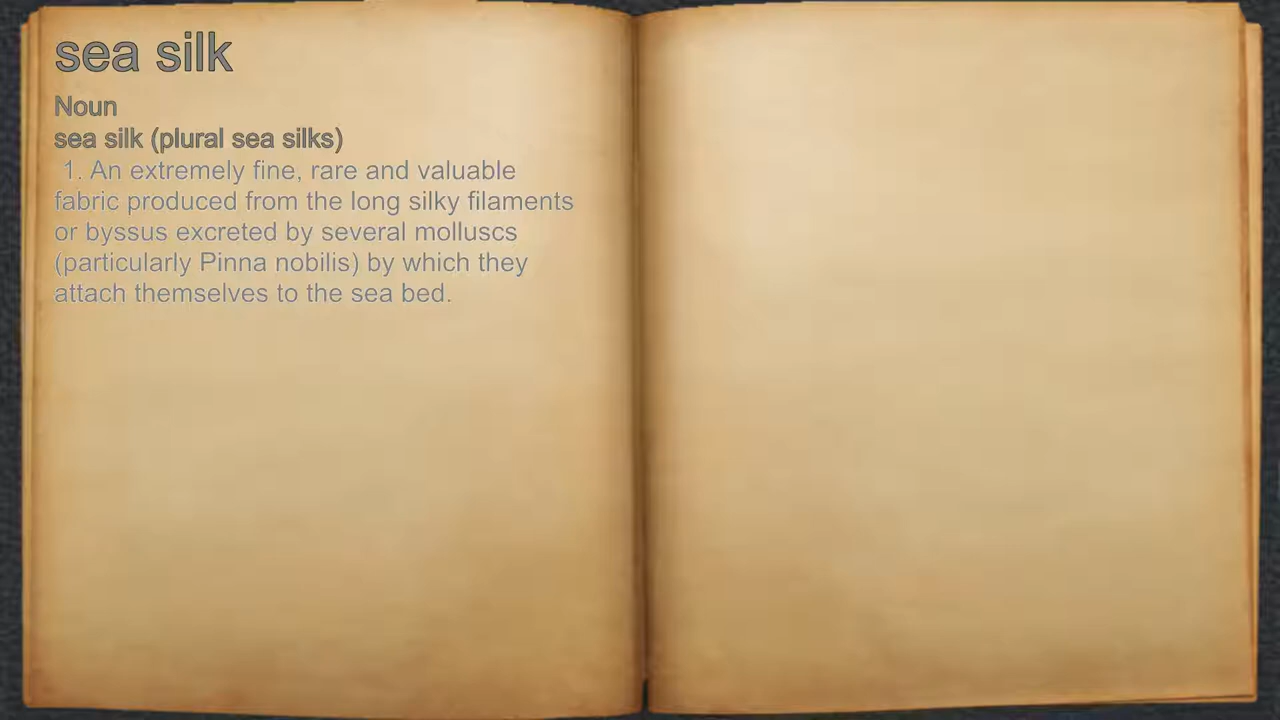 sea silk
Noun
sea silk (plural sea silks)
1. An extremely fine, rare and valuable
fabric produced from the long silky filaments
or byssus excreted by several molluscs
(particularly Pinna nobilis) by which they
attach themselves to the sea bed.